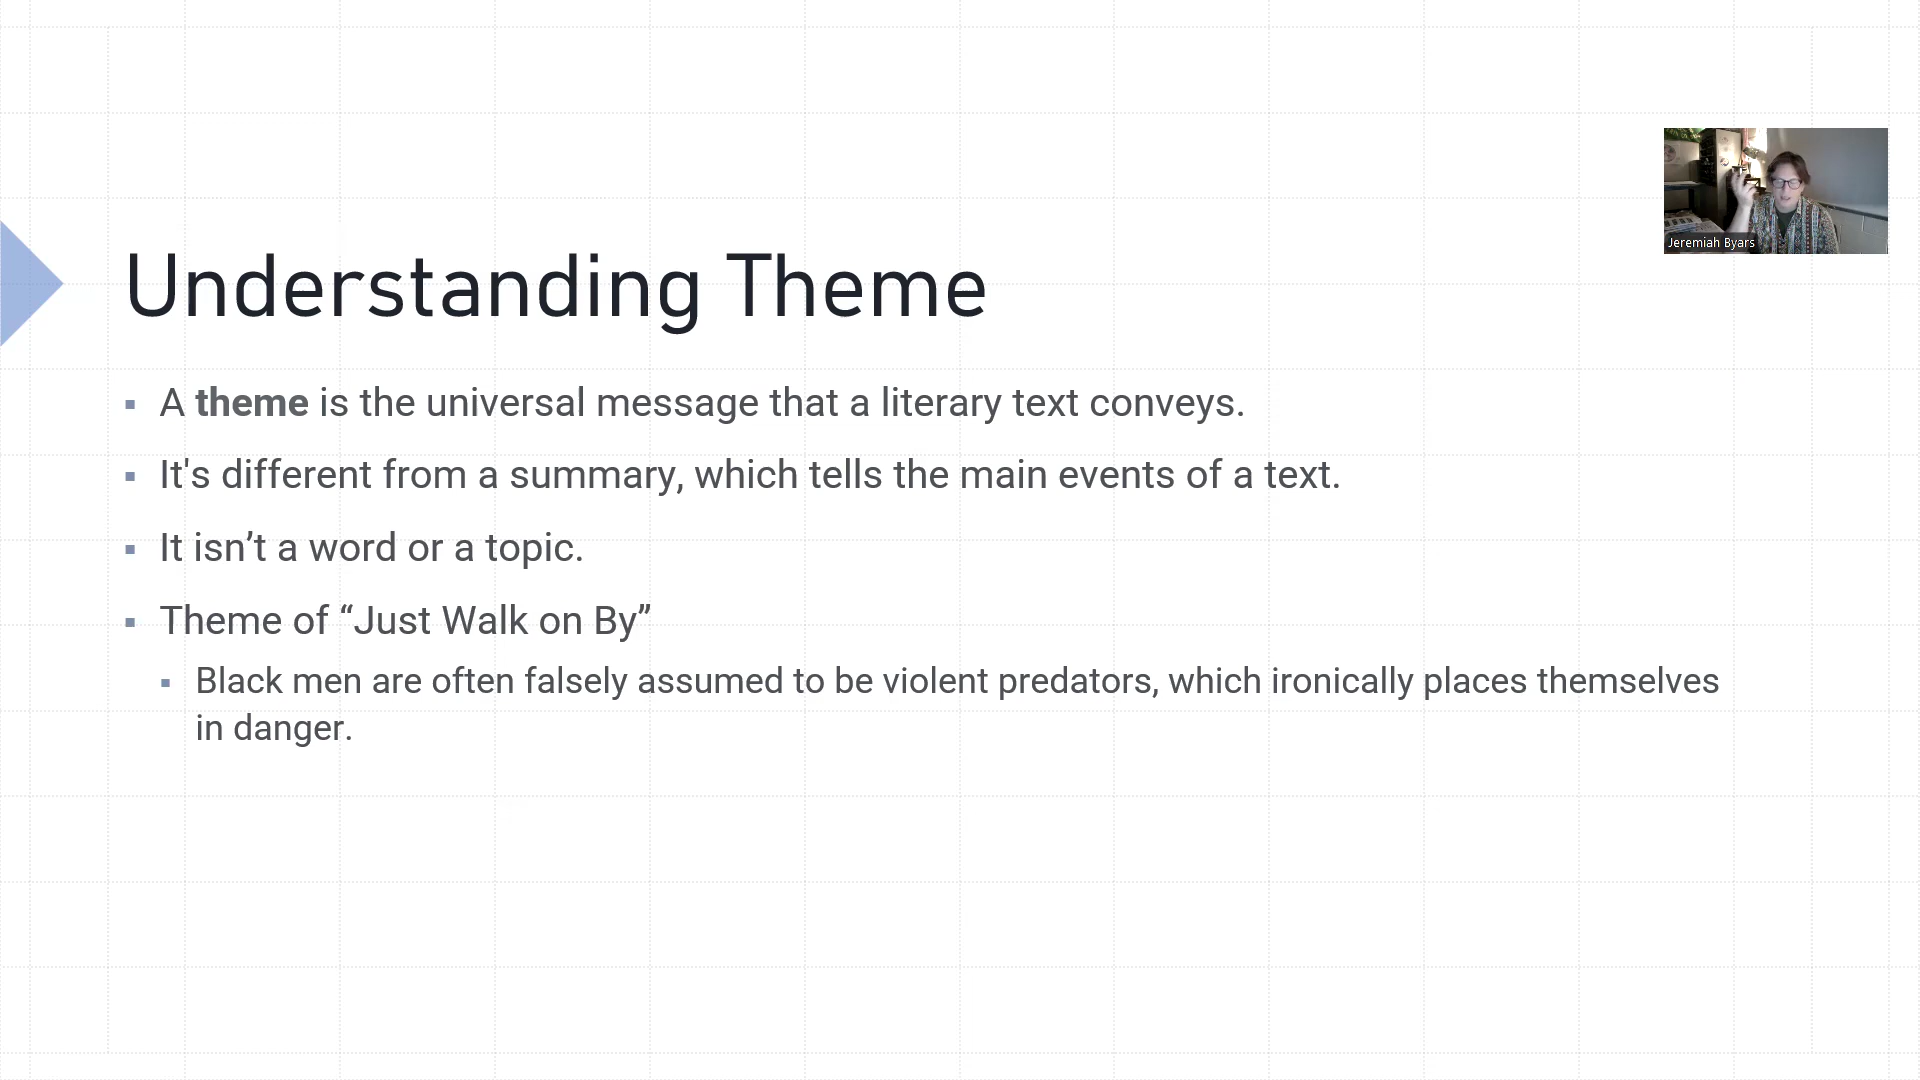 Understanding Theme
A theme is the universal message that a literary text conveys.
It's different from a summary, which tells the main events of a text.
It isn’t a word or a topic.
Theme of “Just Walk on By”
Black men are often falsely assumed to be violent predators, which ironically places themselves
in danger.
Jeremiah Byars